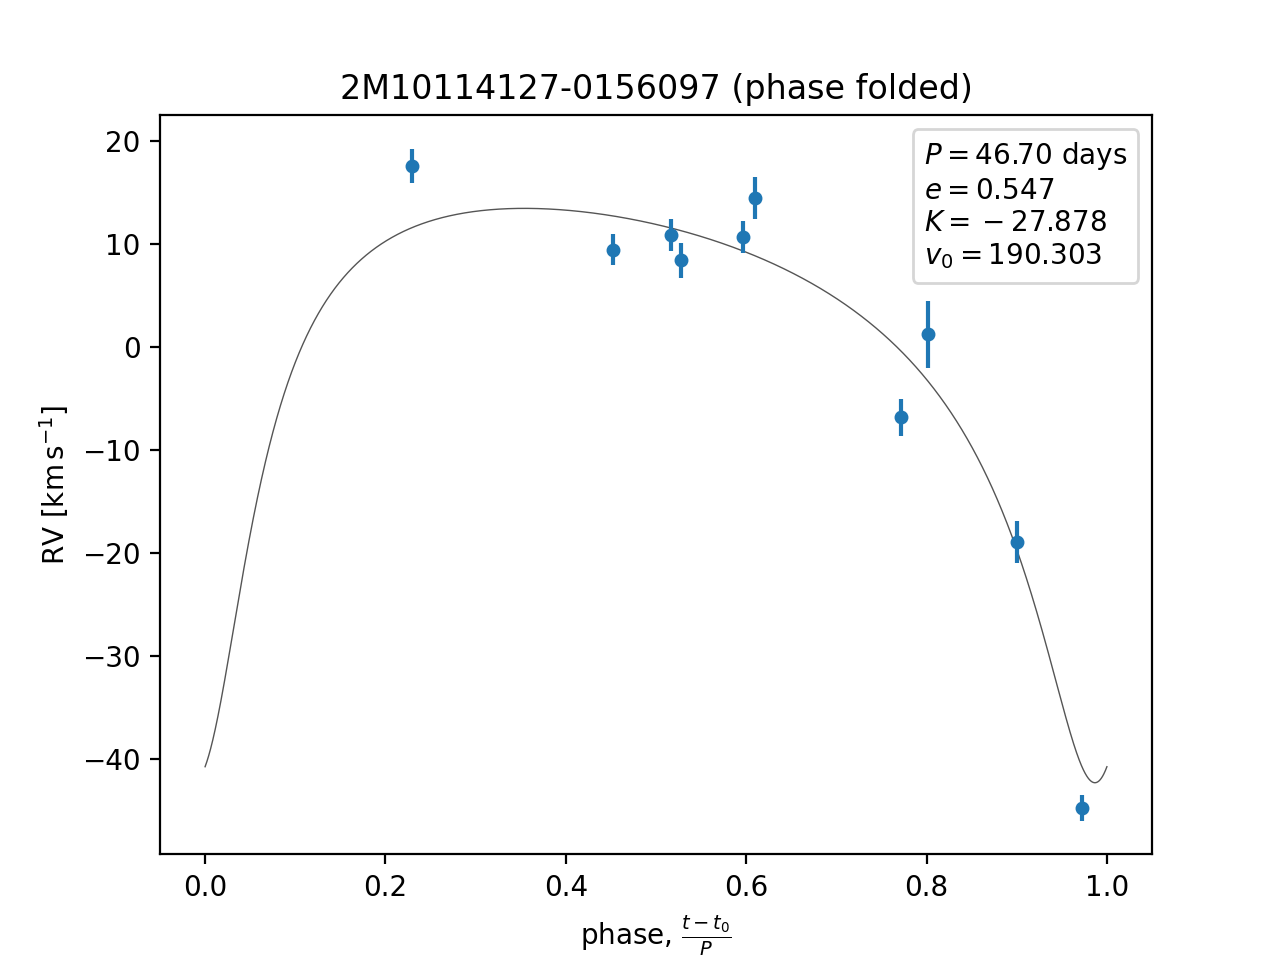 2M10114127-0156097 (phase folded)
P = 46.70 days
e = 0.547
K = −27.878
v₀ = 190.303
20
10
0
−10
−20
−30
−40
RV [km s⁻¹]
0.0 0.2 0.4 0.6 0.8 1.0
phase, (t − t₀)/P